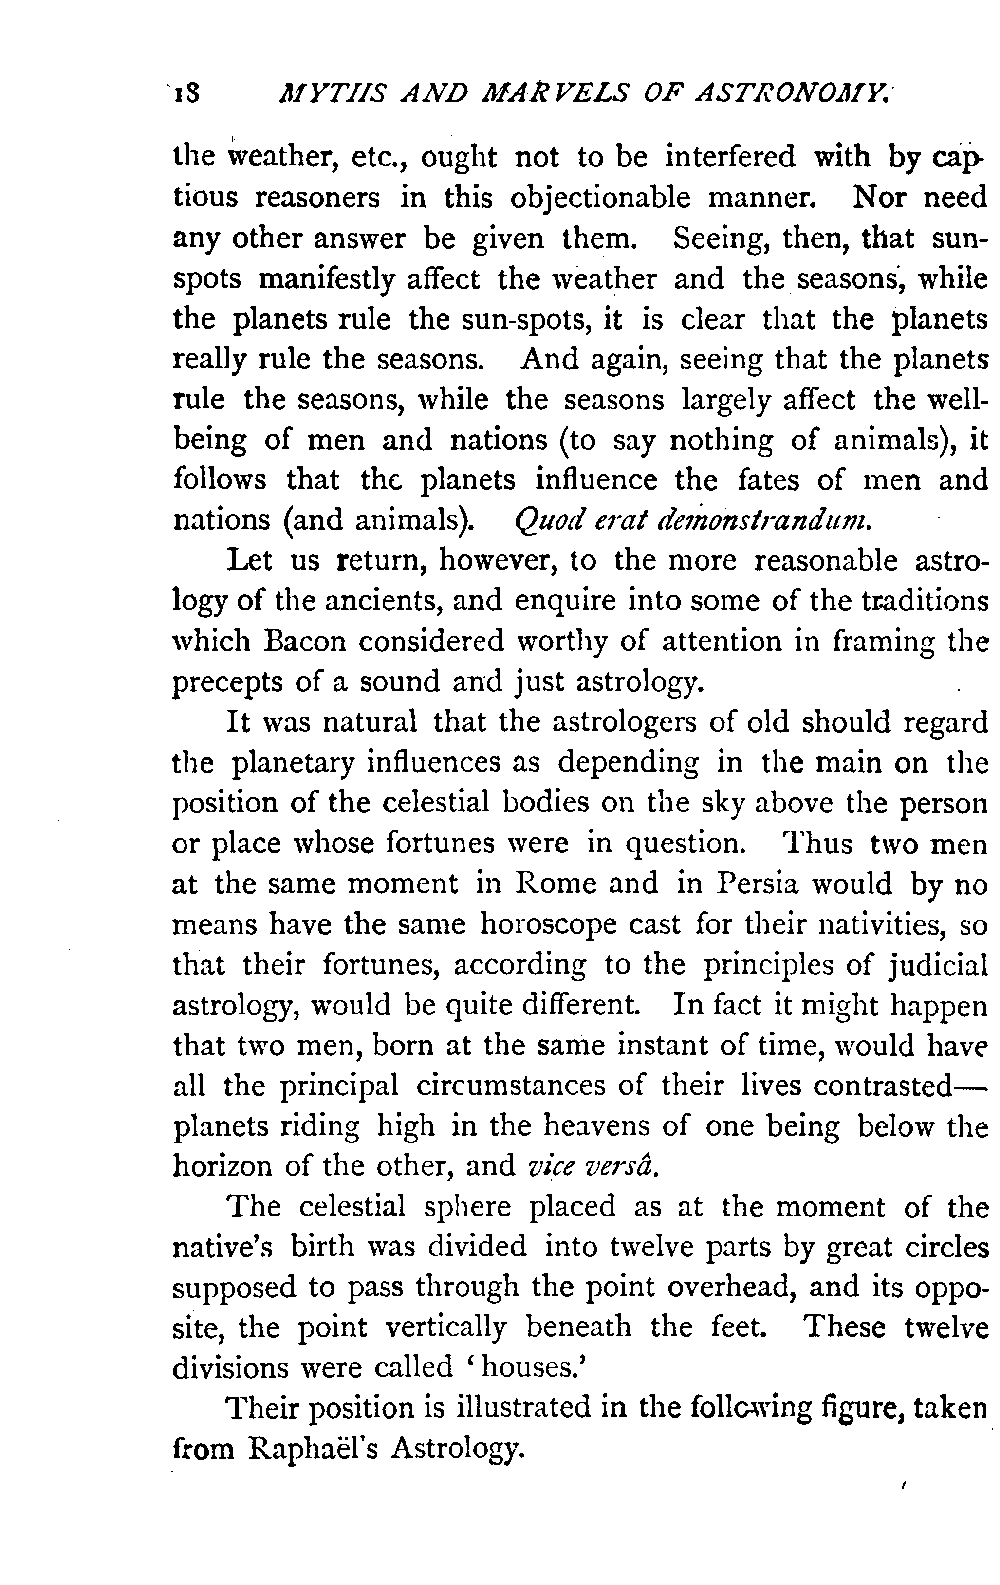 18 MYTHS AND MARVELS OF ASTRONOMY.
the weather, etc., ought not to be interfered with by cap-
tious reasoners in this objectionable manner. Nor need
any other answer be given them. Seeing, then, that sun-
spots manifestly affect the weather and the seasons, while
the planets rule the sun-spots, it is clear that the planets
really rule the seasons. And again, seeing that the planets
rule the seasons, while the seasons largely affect the well-
being of men and nations (to say nothing of animals), it
follows that the planets influence the fates of men and
nations (and animals). Quod erat demonstrandum.
Let us return, however, to the more reasonable astro-
logy of the ancients, and enquire into some of the traditions
which Bacon considered worthy of attention in framing the
precepts of a sound and just astrology.
It was natural that the astrologers of old should regard
the planetary influences as depending in the main on the
position of the celestial bodies on the sky above the person
or place whose fortunes were in question. Thus two men
at the same moment in Rome and in Persia would by no
means have the same horoscope cast for their nativities, so
that their fortunes, according to the principles of judicial
astrology, would be quite different. In fact it might happen
that two men, born at the same instant of time, would have
all the principal circumstances of their lives contrasted—
planets riding high in the heavens of one being below the
horizon of the other, and vice versâ.
The celestial sphere placed as at the moment of the
native's birth was divided into twelve parts by great circles
supposed to pass through the point overhead, and its oppo-
site, the point vertically beneath the feet. These twelve
divisions were called ‘houses.’
Their position is illustrated in the following figure, taken
from Raphaël's Astrology.